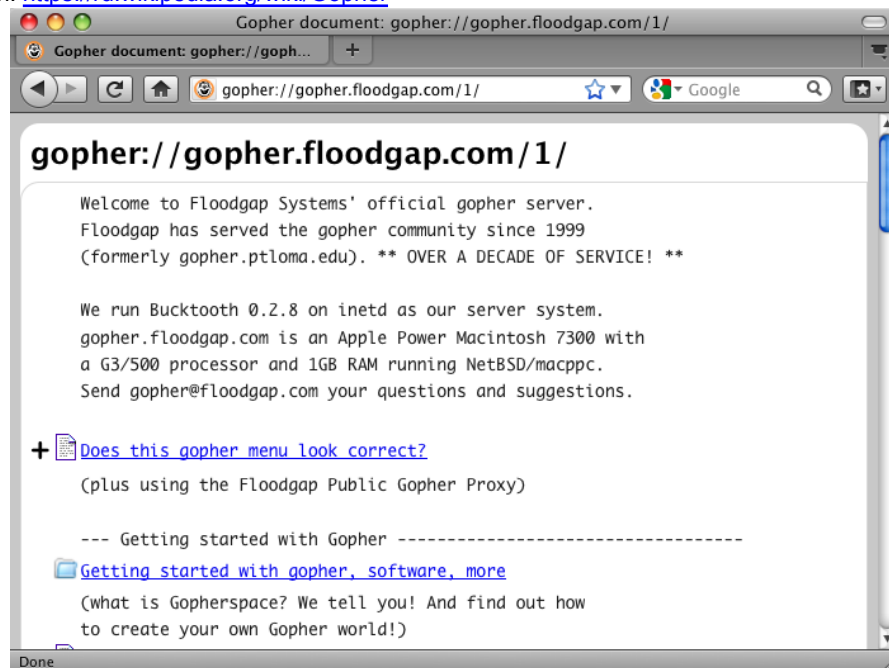 https://ru.wikipedia.org/wiki/Gopher
Gopher document: gopher://gopher.floodgap.com/1/
Gopher document: gopher://goph...
gopher://gopher.floodgap.com/1/
Google
gopher://gopher.floodgap.com/1/
Welcome to Floodgap Systems' official gopher server.
Floodgap has served the gopher community since 1999
(formerly gopher.ptloma.edu). ** OVER A DECADE OF SERVICE! **
We run Bucktooth 0.2.8 on inetd as our server system.
gopher.floodgap.com is an Apple Power Macintosh 7300 with
a G3/500 processor and 1GB RAM running NetBSD/macppc.
Send gopher@floodgap.com your questions and suggestions.
Does this gopher menu look correct?
(plus using the Floodgap Public Gopher Proxy)
--- Getting started with Gopher -----------------------------------
Getting started with gopher, software, more
(what is Gopherspace? We tell you! And find out how
to create your own Gopher world!)
Done